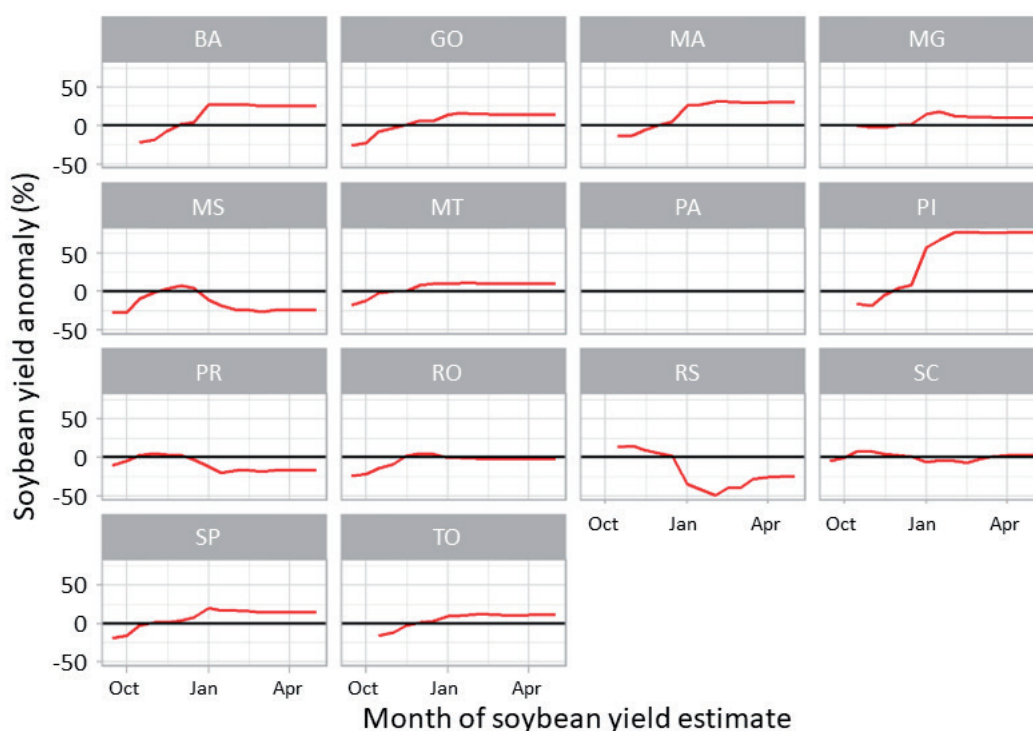 BA GO MA MG
50
0
-50
MS MT PA PI
50
0
-50
PR RO RS SC
50
0
-50
Oct Jan Apr Oct Jan Apr
SP TO
50
0
-50
Oct Jan Apr Oct Jan Apr
Soybean yield anomaly (%)
Month of soybean yield estimate